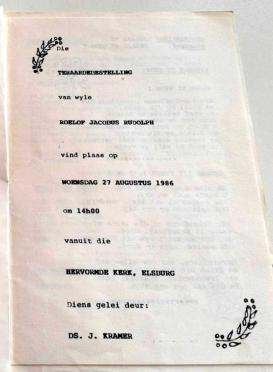 Die
TERAARDEBESTELLING
van wyle
ROELOF JACOBUS RUDOLPH
vind plaas op
WOENSDAG 27 AUGUSTUS 1986
om 14h00
vanuit die
HERVORMDE KERK, ELSBURG
Diens gelei deur:
DS. J. KRAMER